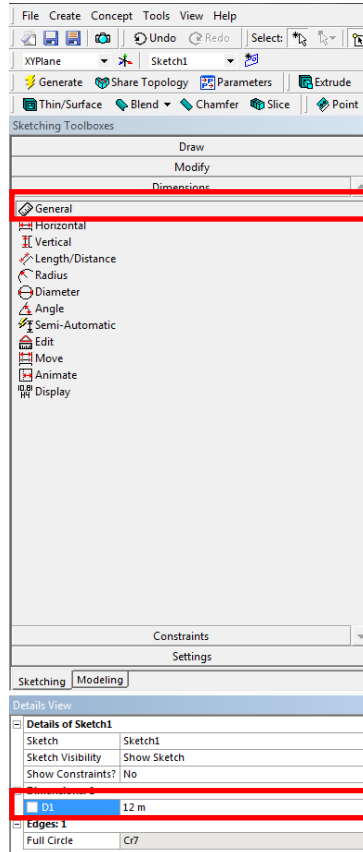 File Create Concept Tools View Help
Undo Redo Select:
XYPlane Sketch1
Generate Share Topology Parameters Extrude
Thin/Surface Blend Chamfer Slice Point
Sketching Toolboxes
Draw
Modify
Dimensions
General
Horizontal
Vertical
Length/Distance
Radius
Diameter
Angle
Semi-Automatic
Edit
Move
Animate
Display
Constraints
Settings
Sketching Modeling
Details View
Details of Sketch1
Sketch Sketch1
Sketch Visibility Show Sketch
Show Constraints? No
D1 12 m
Edges: 1
Full Circle Cr7